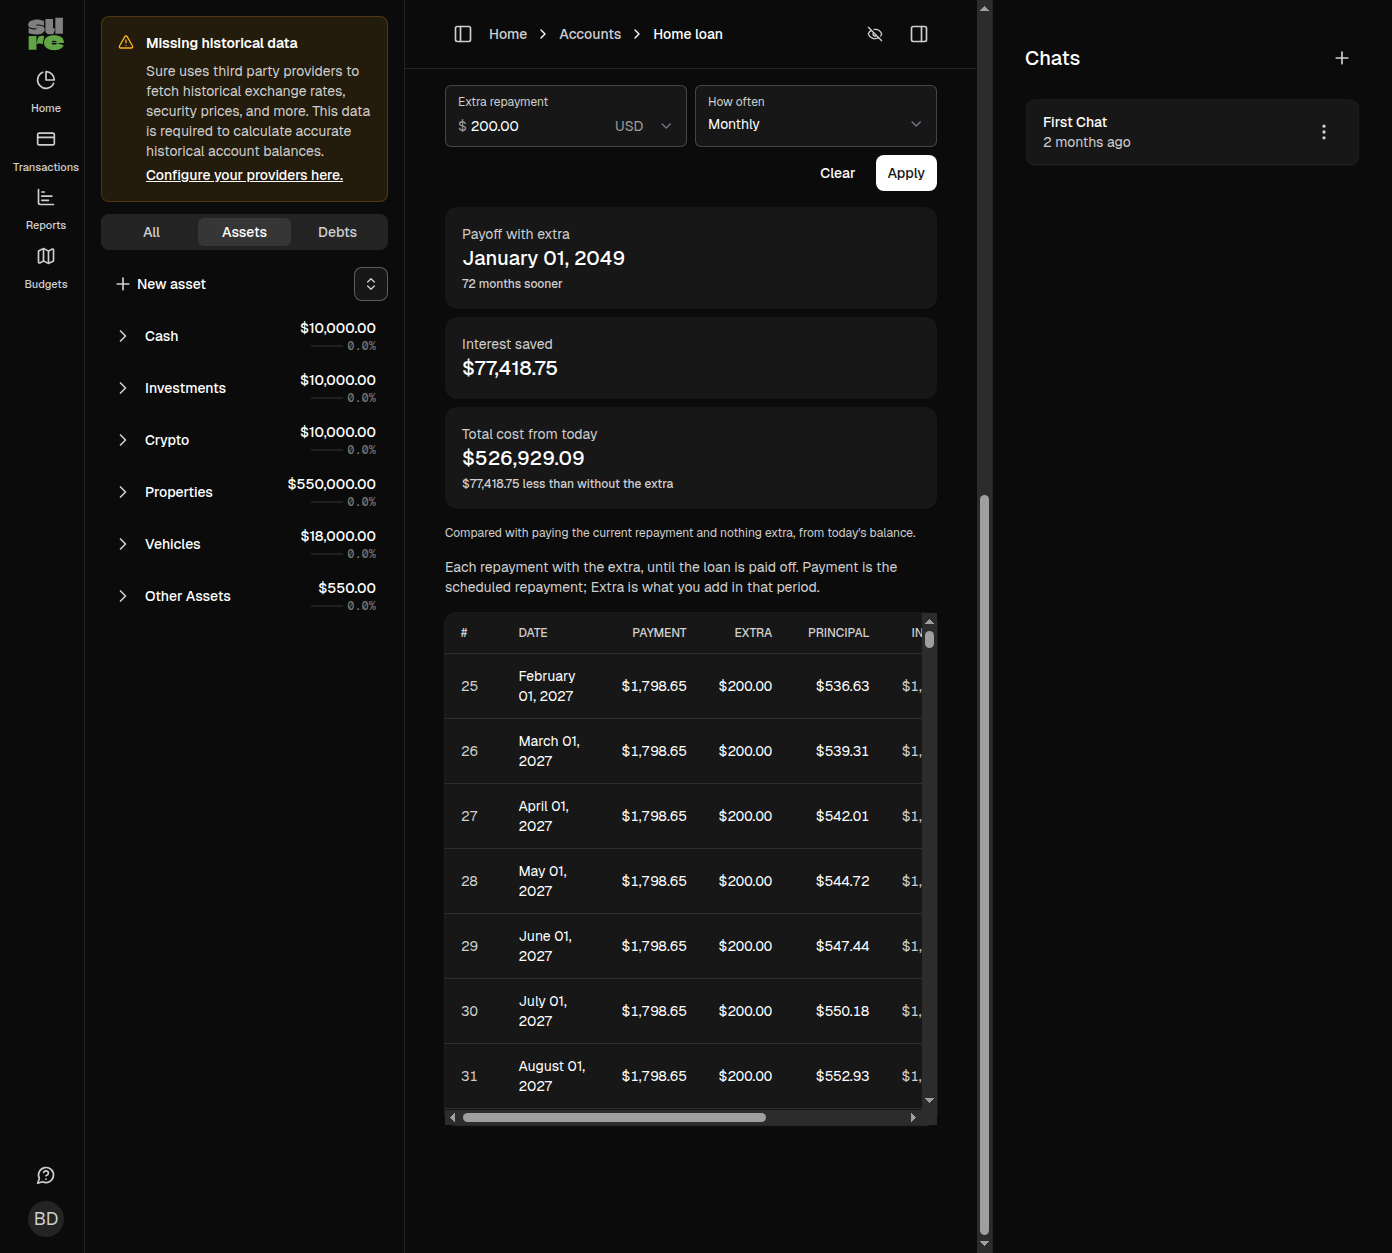 sure
Home
Transactions
Reports
Budgets
BD
Missing historical data
Sure uses third party providers to
fetch historical exchange rates,
security prices, and more. This data
is required to calculate accurate
historical account balances.
Configure your providers here.
All Assets Debts
New asset
Cash $10,000.00
0.0%
Investments $10,000.00
0.0%
Crypto $10,000.00
0.0%
Properties $550,000.00
0.0%
Vehicles $18,000.00
0.0%
Other Assets $550.00
0.0%
Home > Accounts > Home loan
Extra repayment
$ 200.00 USD
How often
Monthly
Clear Apply
Payoff with extra
January 01, 2049
72 months sooner
Interest saved
$77,418.75
Total cost from today
$526,929.09
$77,418.75 less than without the extra
Compared with paying the current repayment and nothing extra, from today's balance.
Each repayment with the extra, until the loan is paid off. Payment is the
scheduled repayment; Extra is what you add in that period.
# DATE PAYMENT EXTRA PRINCIPAL IN
25 February 01, 2027 $1,798.65 $200.00 $536.63 $1,
26 March 01, 2027 $1,798.65 $200.00 $539.31 $1,
27 April 01, 2027 $1,798.65 $200.00 $542.01 $1,
28 May 01, 2027 $1,798.65 $200.00 $544.72 $1,
29 June 01, 2027 $1,798.65 $200.00 $547.44 $1,
30 July 01, 2027 $1,798.65 $200.00 $550.18 $1,
31 August 01, 2027 $1,798.65 $200.00 $552.93 $1,
Chats
First Chat
2 months ago